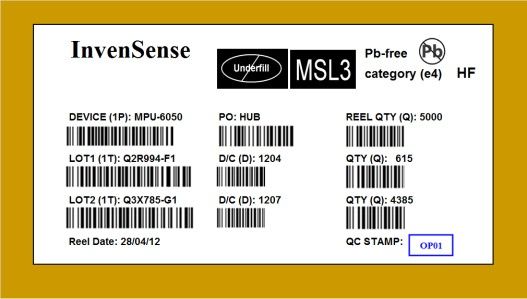 InvenSense
Underfill
MSL3
Pb-free
category (e4)
Pb
HF
DEVICE (1P): MPU-6050
PO: HUB
REEL QTY (Q): 5000
LOT1 (1T): Q2R994-F1
D/C (D): 1204
QTY (Q): 615
LOT2 (1T): Q3X785-G1
D/C (D): 1207
QTY (Q): 4385
Reel Date: 28/04/12
QC STAMP:
OP01